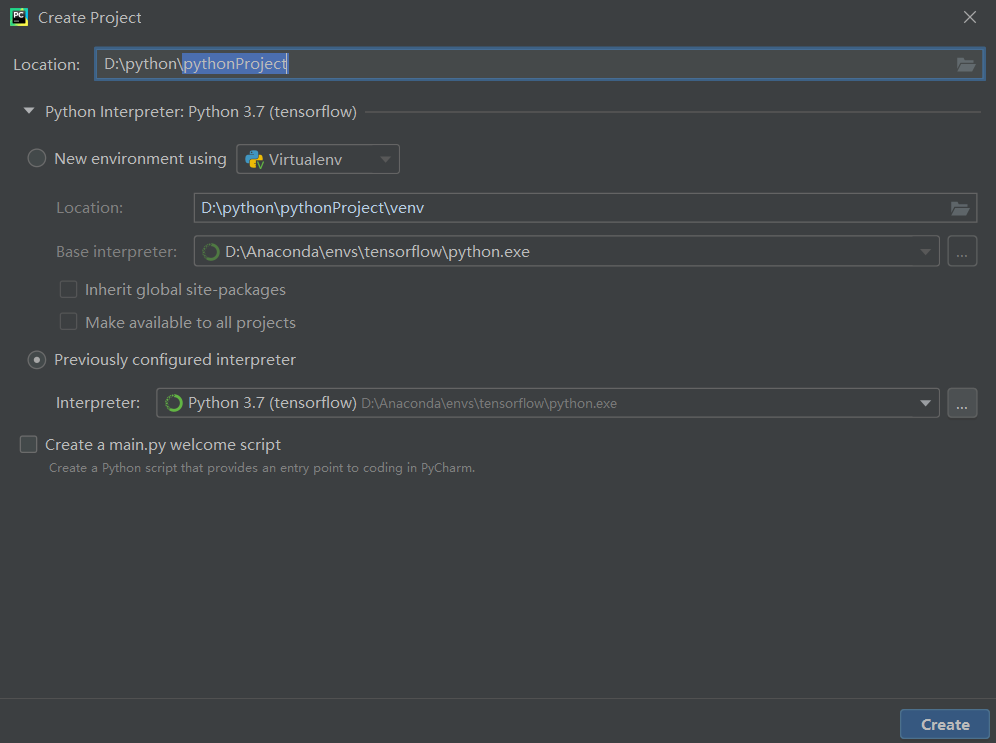 Create Project
Location: D:\python\pythonProject
Python Interpreter: Python 3.7 (tensorflow)
New environment using Virtualenv
Location: D:\python\pythonProject\venv
Base interpreter: D:\Anaconda\envs\tensorflow\python.exe ...
Inherit global site-packages
Make available to all projects
Previously configured interpreter
Interpreter: Python 3.7 (tensorflow) D:\Anaconda\envs\tensorflow\python.exe ...
Create a main.py welcome script
Create a Python script that provides an entry point to coding in PyCharm.
Create